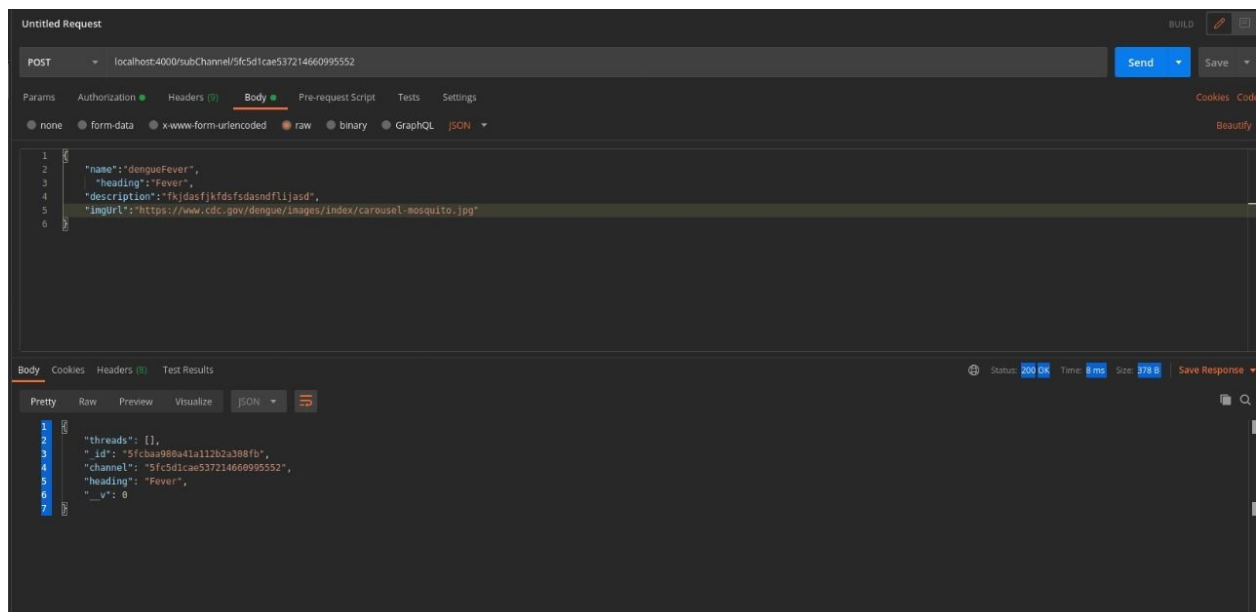 Untitled Request
BUILD
POST localhost:4000/subChannel/5fc5d1cae537214660995552 Send Save
Params Authorization Headers (9) Body Pre-request Script Tests Settings Cookies Code
none form-data x-www-form-urlencoded raw binary GraphQL JSON Beautify
1 {
2 "name":"dengueFever",
3 "heading":"Fever",
4 "description":"fkjdasfjkfdsfsdasndflijasd",
5 "imgUrl":"https://www.cdc.gov/dengue/images/index/carousel-mosquito.jpg"
6 }
Body Cookies Headers (8) Test Results Status: 200 OK Time: 8 ms Size: 378 B Save Response
Pretty Raw Preview Visualize JSON
1 {
2 "threads": [],
3 "_id": "5fcbaa980a41a112b2a308fb",
4 "channel": "5fc5d1cae537214660995552",
5 "heading": "Fever",
6 "__v": 0
7 }